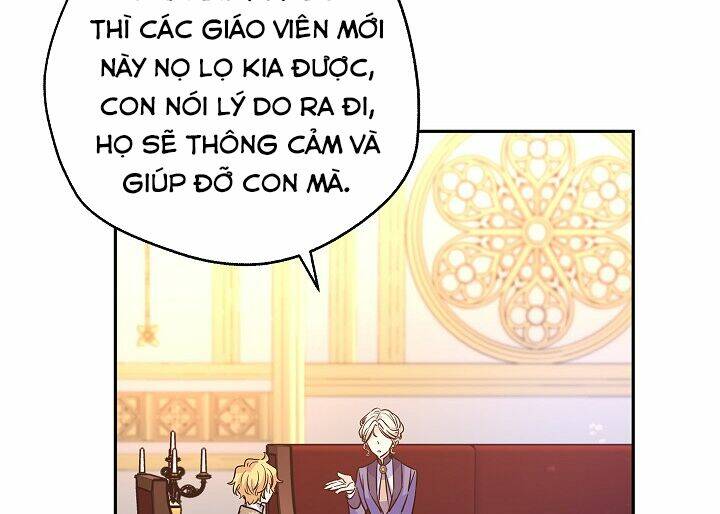 THÌ CÁC GIÁO VIÊN MỚI
NÀY NỌ LỌ KIA ĐƯỢC,
CON NÓI LÝ DO RA ĐI,
HỌ SẼ THÔNG CẢM VÀ
GIÚP ĐỠ CON MÀ.